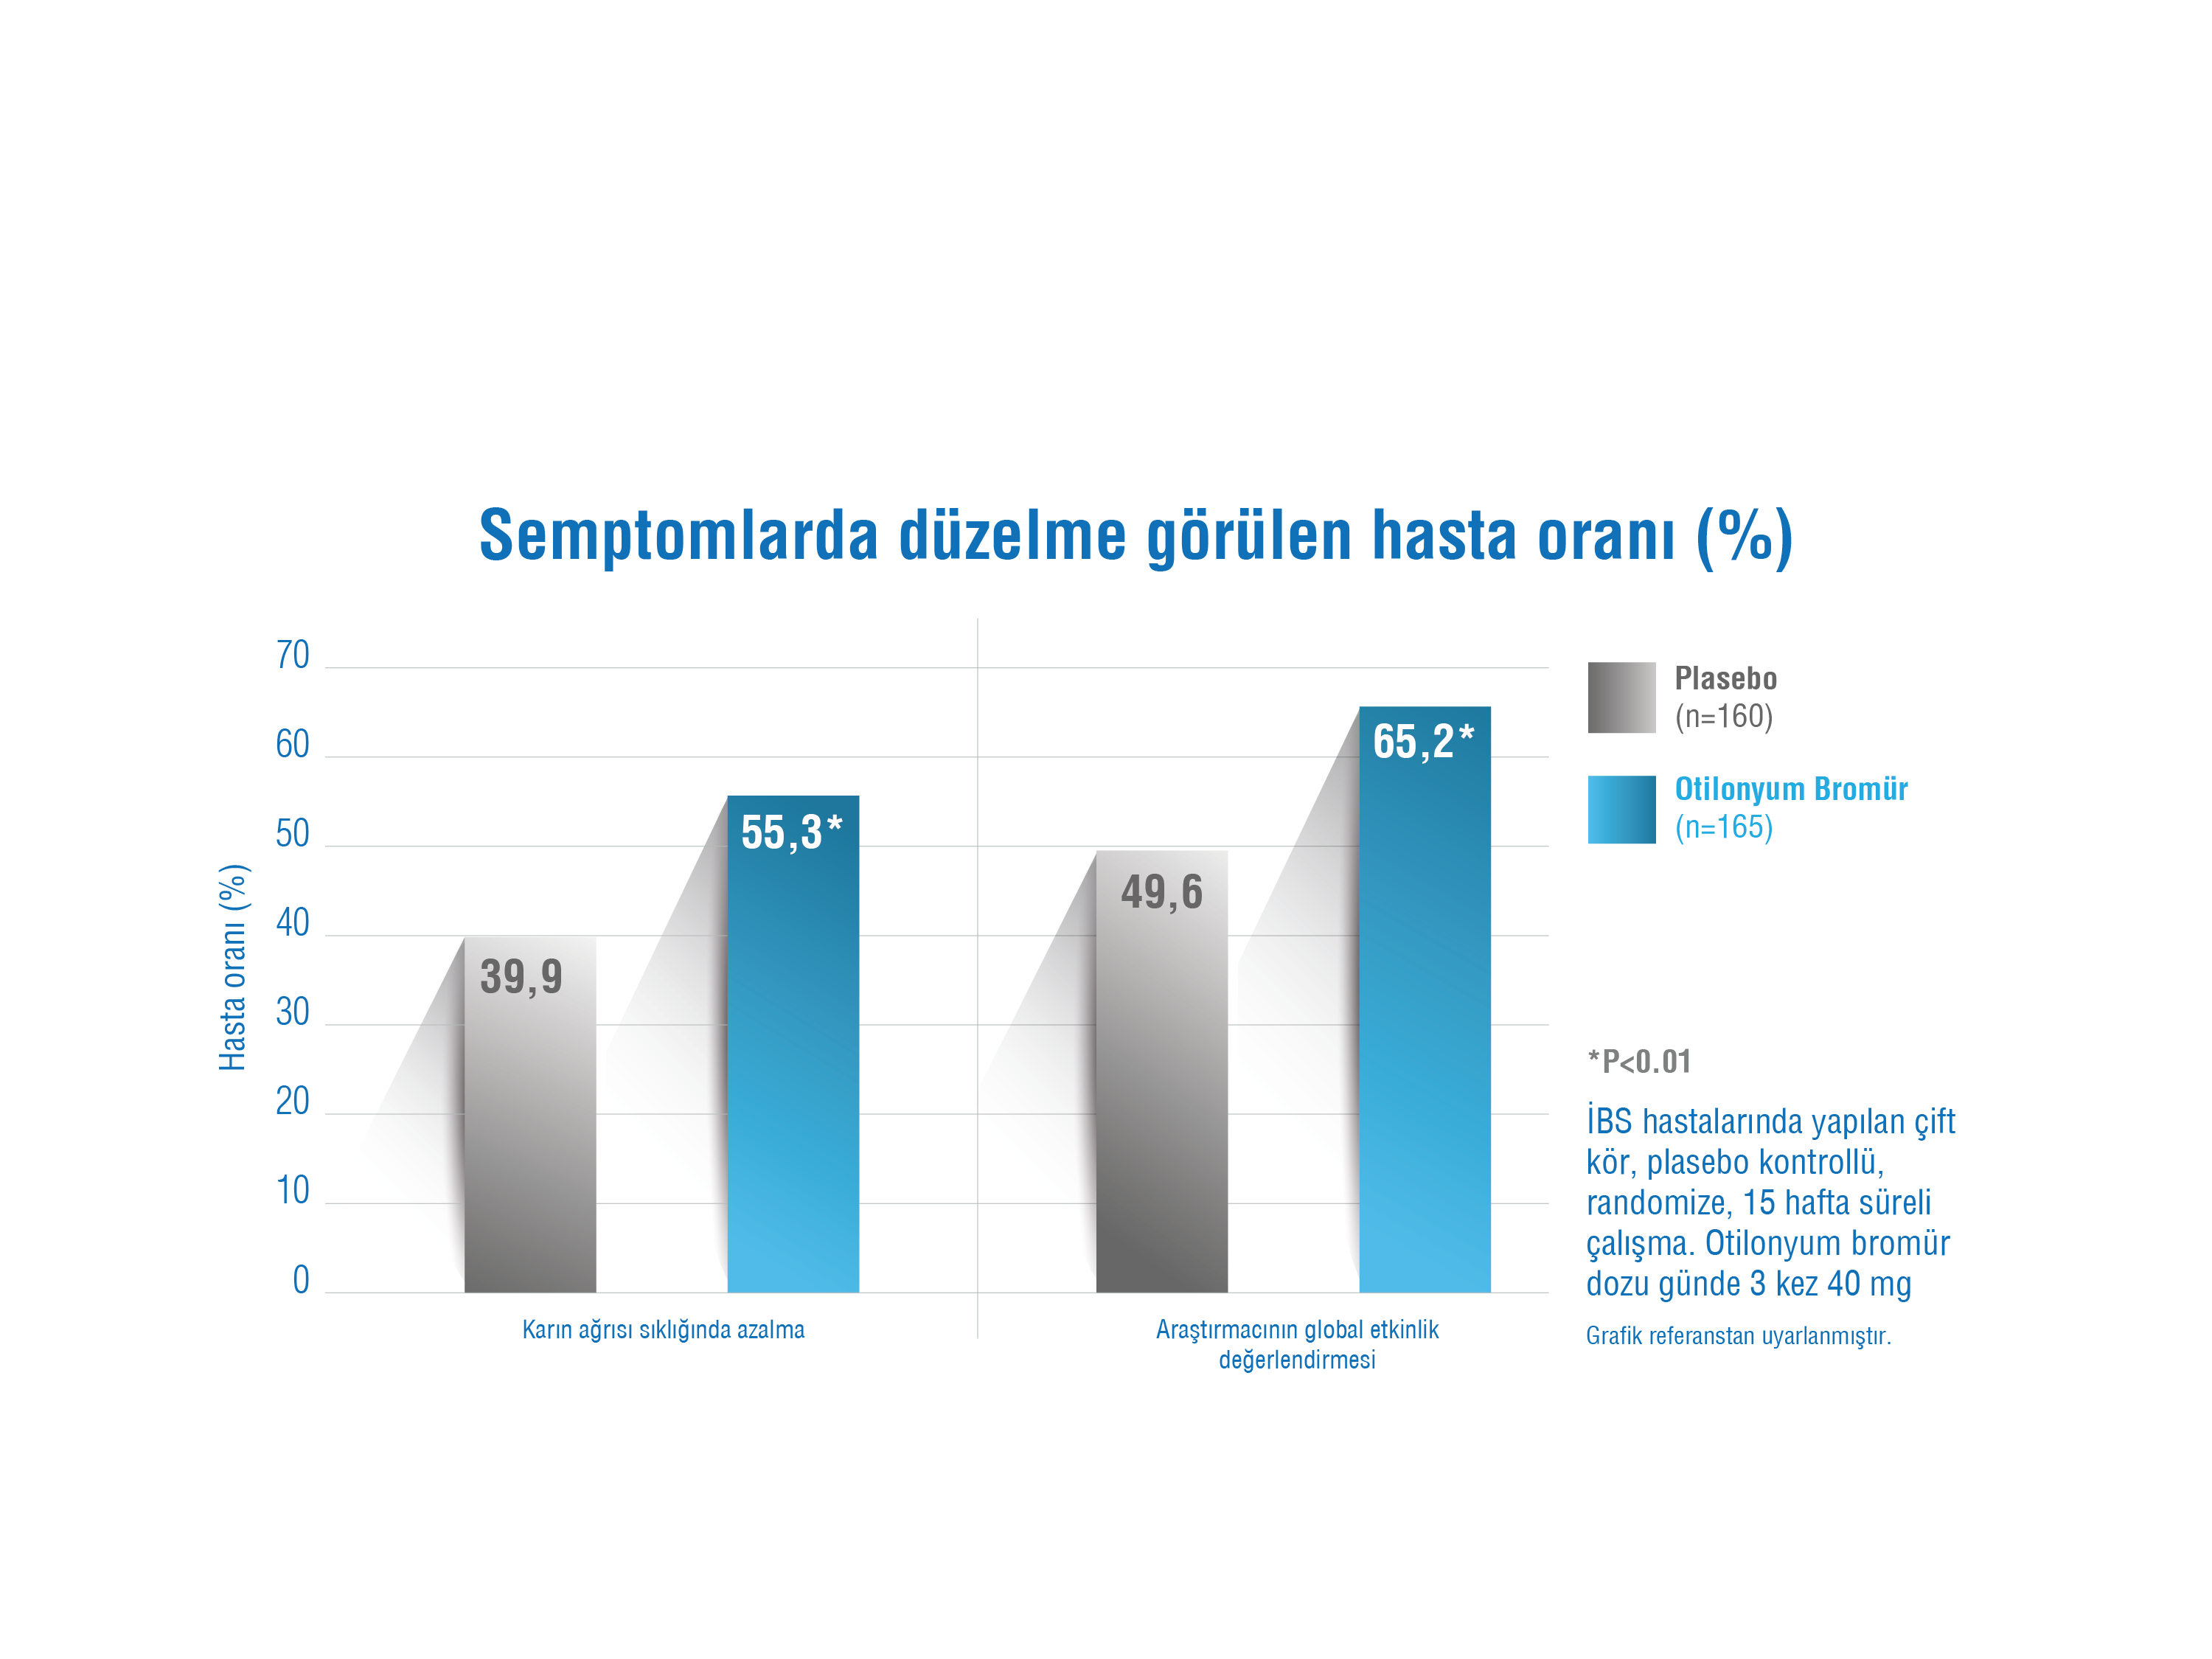 Semptomlarda düzelme görülen hasta oranı (%)
Hasta oranı (%)
70
60
50
40
30
20
10
0
39,9
55,3*
49,6
65,2*
Karın ağrısı sıklığında azalma
Araştırmacının global etkinlik
değerlendirmesi
Plasebo
(n=160)
Otilonyum Bromür
(n=165)
*P<0.01
İBS hastalarında yapılan çift
kör, plasebo kontrollü,
randomize, 15 hafta süreli
çalışma. Otilonyum bromür
dozu günde 3 kez 40 mg
Grafik referanstan uyarlanmıştır.